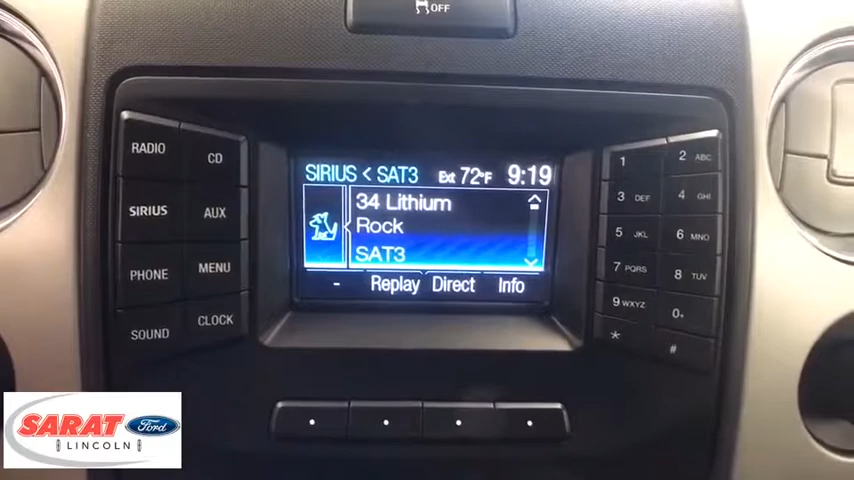 OFF
RADIO
CD
SIRIUS
AUX
PHONE
MENU
SOUND
CLOCK
SIRIUS < SAT3 Ext 72°F 9:19
34 Lithium
Rock
SAT3
- Replay Direct Info
1
2 ABC
3 DEF
4 GHI
5 JKL
6 MNO
7 PQRS
8 TUV
9 WXYZ
0 .
*
#
SARAT Ford
LINCOLN